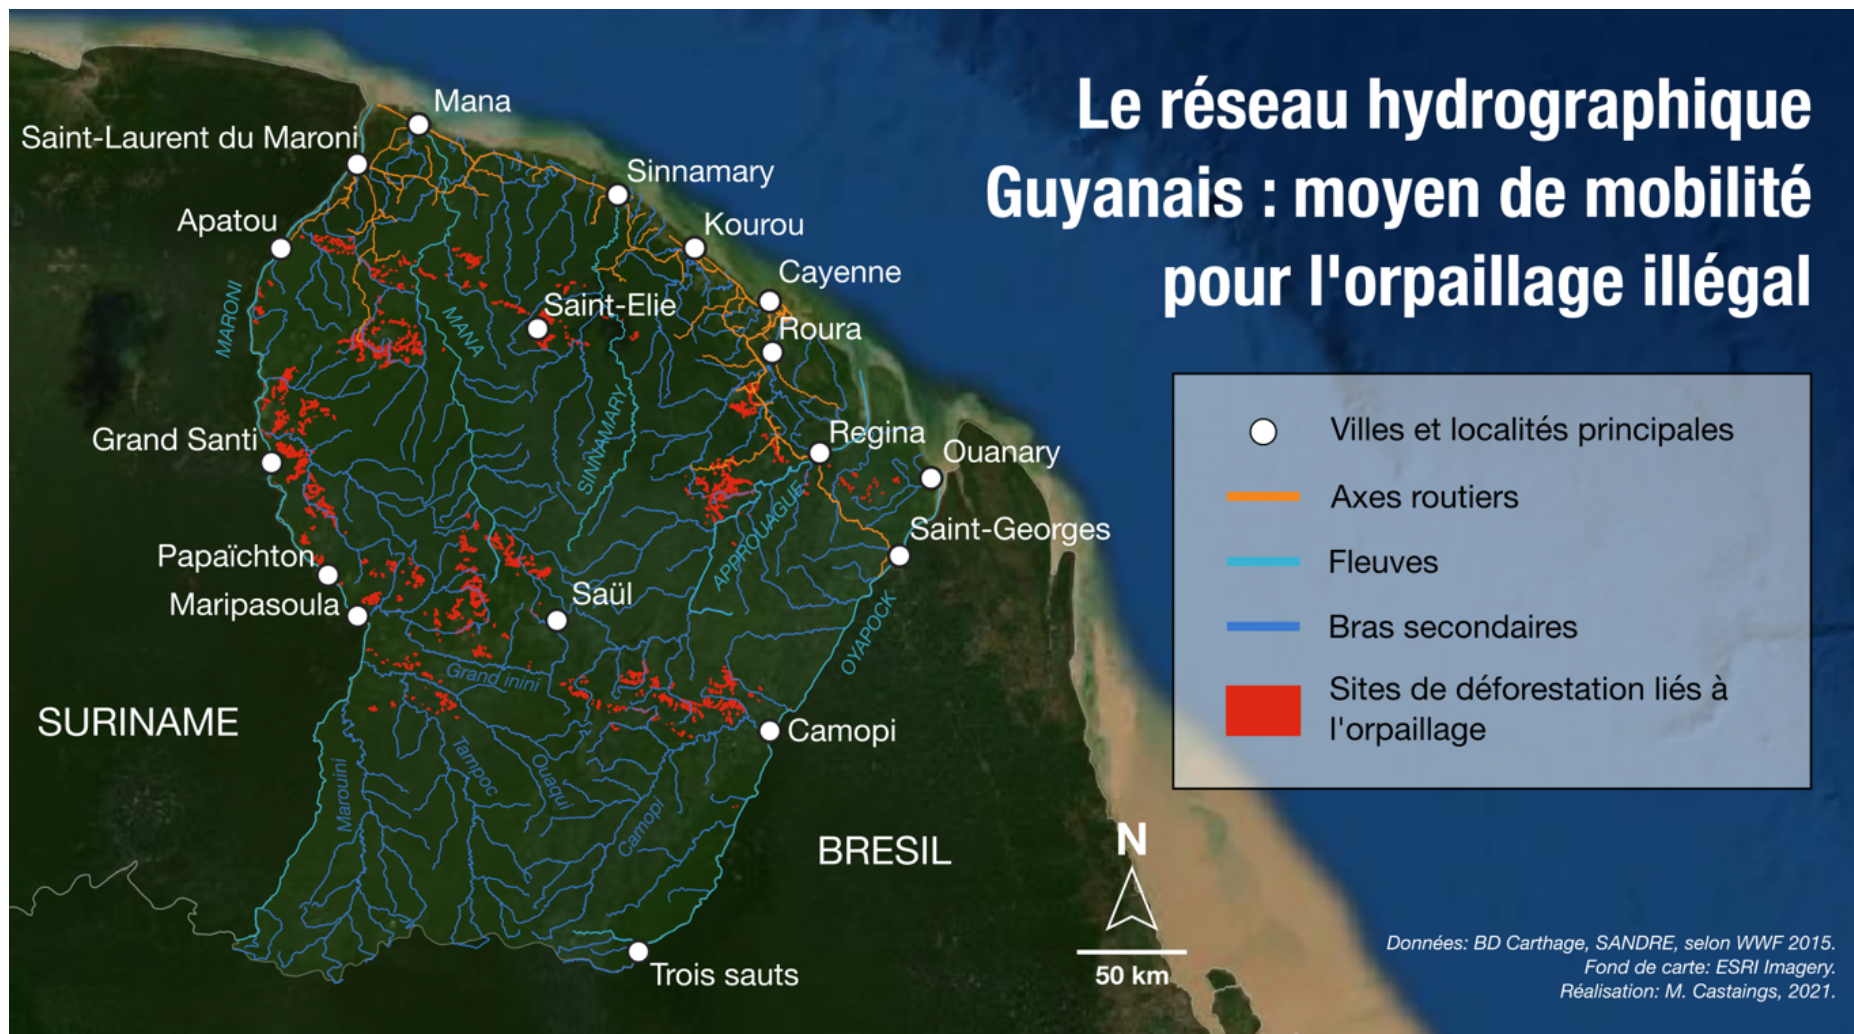 Le réseau hydrographique
Guyanais : moyen de mobilité
pour l'orpaillage illégal
Mana
Saint-Laurent du Maroni
Sinnamary
Apatou
Kourou
Cayenne
MARONI
MANA
Saint-Elie
Roura
SINNAMARY
Grand Santi
Regina
Ouanary
APPROUAGUE
Saint-Georges
Papaïchton
Saül
Maripasoula
OYAPOCK
Grand inini
SURINAME
Camopi
Marouini
Tampoc
Ouaqui
Camopi
BRESIL
Trois sauts
Villes et localités principales
Axes routiers
Fleuves
Bras secondaires
Sites de déforestation liés à
l'orpaillage
N
50 km
Données: BD Carthage, SANDRE, selon WWF 2015.
Fond de carte: ESRI Imagery.
Réalisation: M. Castaings, 2021.